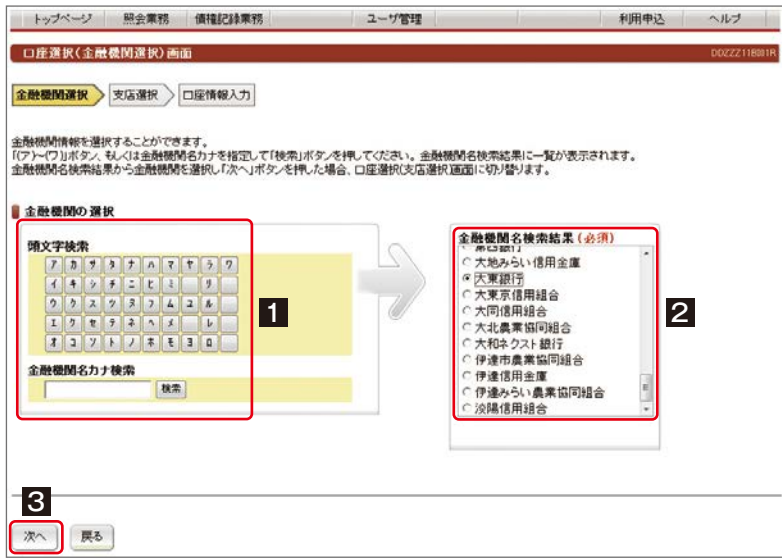 トップページ 照会業務 債権記録業務 ユーザ管理 利用申込 ヘルプ
口座選択(金融機関選択)画面
金融機関選択 支店選択 口座情報入力
金融機関情報を選択することができます。
「(ア)~(ワ)」ボタン、もしくは金融機関名カナを指定して「検索」ボタンを押してください。金融機関名検索結果に一覧が表示されます。
金融機関名検索結果から金融機関を選択し「次へ」ボタンを押した場合、口座選択(支店選択)画面に切り替ります。
金融機関の選択
頭文字検索
ア カ サ タ ナ ハ マ ヤ ラ ワ
イ キ シ チ ニ ヒ ミ リ
ウ ク ス ツ ヌ フ ム ユ ル
エ ケ セ テ ネ ヘ メ レ
オ コ ソ ト ノ ホ モ ヨ ロ
金融機関名カナ検索
検索
1
金融機関名検索結果(必須)
第四銀行
大地みらい信用金庫
大東銀行
大東京信用組合
大同信用組合
大北農業協同組合
大和ネクスト銀行
伊達市農業協同組合
伊達信用金庫
伊達みらい農業協同組合
2
3
次へ 戻る